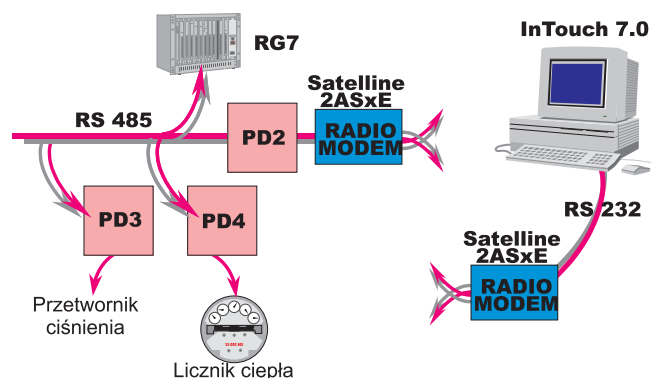 InTouch 7.0
RG7
Satelline
2ASxE
RS 485
PD2
RADIO
MODEM
PD3
PD4
RS 232
Satelline
2ASxE
RADIO
MODEM
Przetwornik
ciśnienia
Licznik ciepła